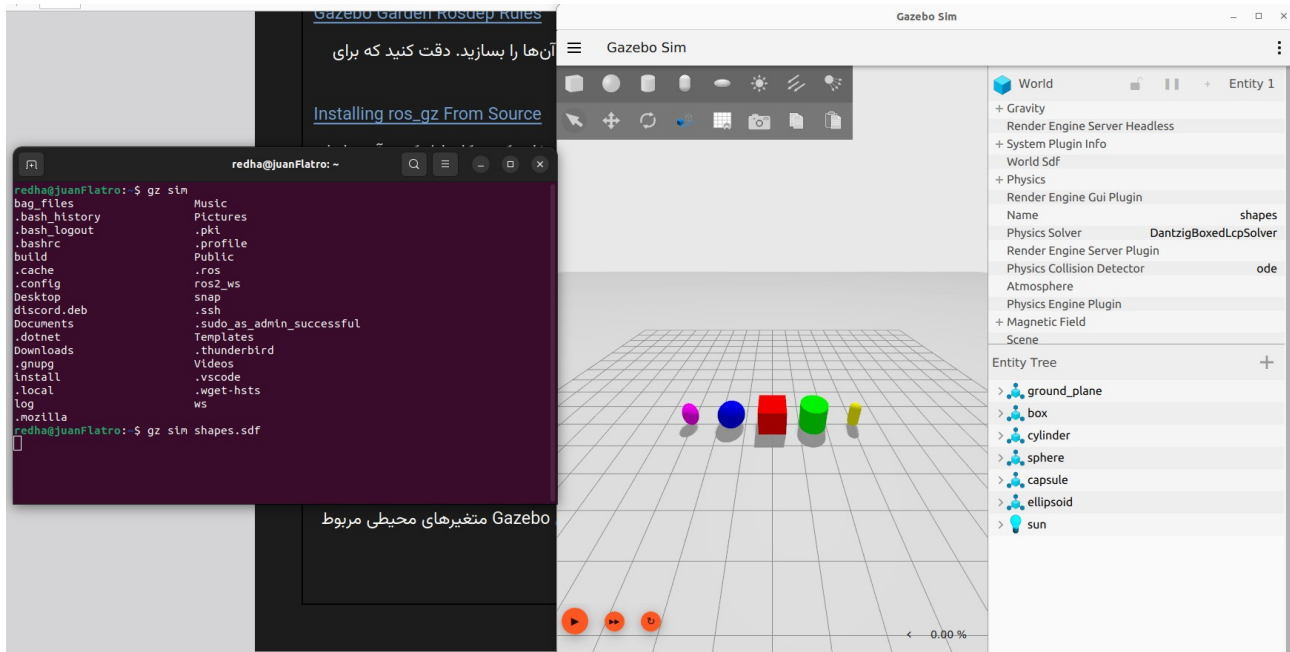 Gazebo Garden Rosdep Rules
آن‌ها را بسازید. دقت کنید که برای
Installing ros_gz From Source
redha@juanFlatro: ~
redha@juanFlatro:~$ gz sim
bag_files Music
.bash_history Pictures
.bash_logout .pki
.bashrc .profile
build Public
.cache .ros
.config ros2_ws
Desktop snap
discord.deb .ssh
Documents .sudo_as_admin_successful
.dotnet Templates
Downloads .thunderbird
.gnupg Videos
install .vscode
.local .wget-hsts
log ws
.mozilla
redha@juanFlatro:~$ gz sim shapes.sdf
Gazebo متغیرهای محیطی مربوط
Gazebo Sim
Gazebo Sim
0.00 %
World Entity 1
Gravity
Render Engine Server Headless
System Plugin Info
World Sdf
Physics
Render Engine Gui Plugin
Name shapes
Physics Solver DantzigBoxedLcpSolver
Render Engine Server Plugin
Physics Collision Detector ode
Atmosphere
Physics Engine Plugin
Magnetic Field
Scene
Entity Tree
ground_plane
box
cylinder
sphere
capsule
ellipsoid
sun